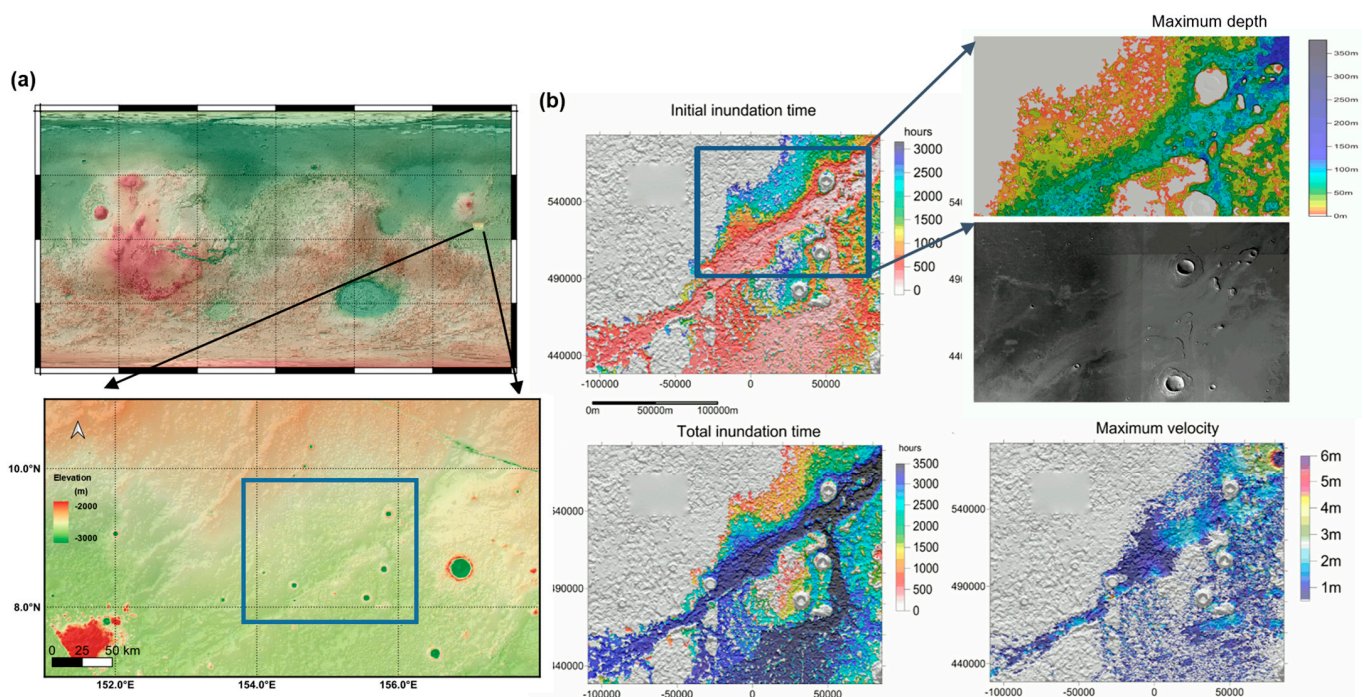 Maximum depth
350m
300m
250m
200m
150m
100m
50m
0m
(a)
(b)
Initial inundation time
hours
3000
2500
2000
1500
1000
500
0
540000
490000
440000
-100000
-50000
0
50000
0m
50000m
100000m
10.0°N
8.0°N
152.0°E
154.0°E
156.0°E
Elevation
(m)
-2000
-3000
0
25
50 km
Total inundation time
hours
3500
3000
2500
2000
1500
1000
500
0
-100000
-50000
0
50000
Maximum velocity
6m
5m
4m
3m
2m
1m
540000
490000
440000
-100000
-50000
0
50000